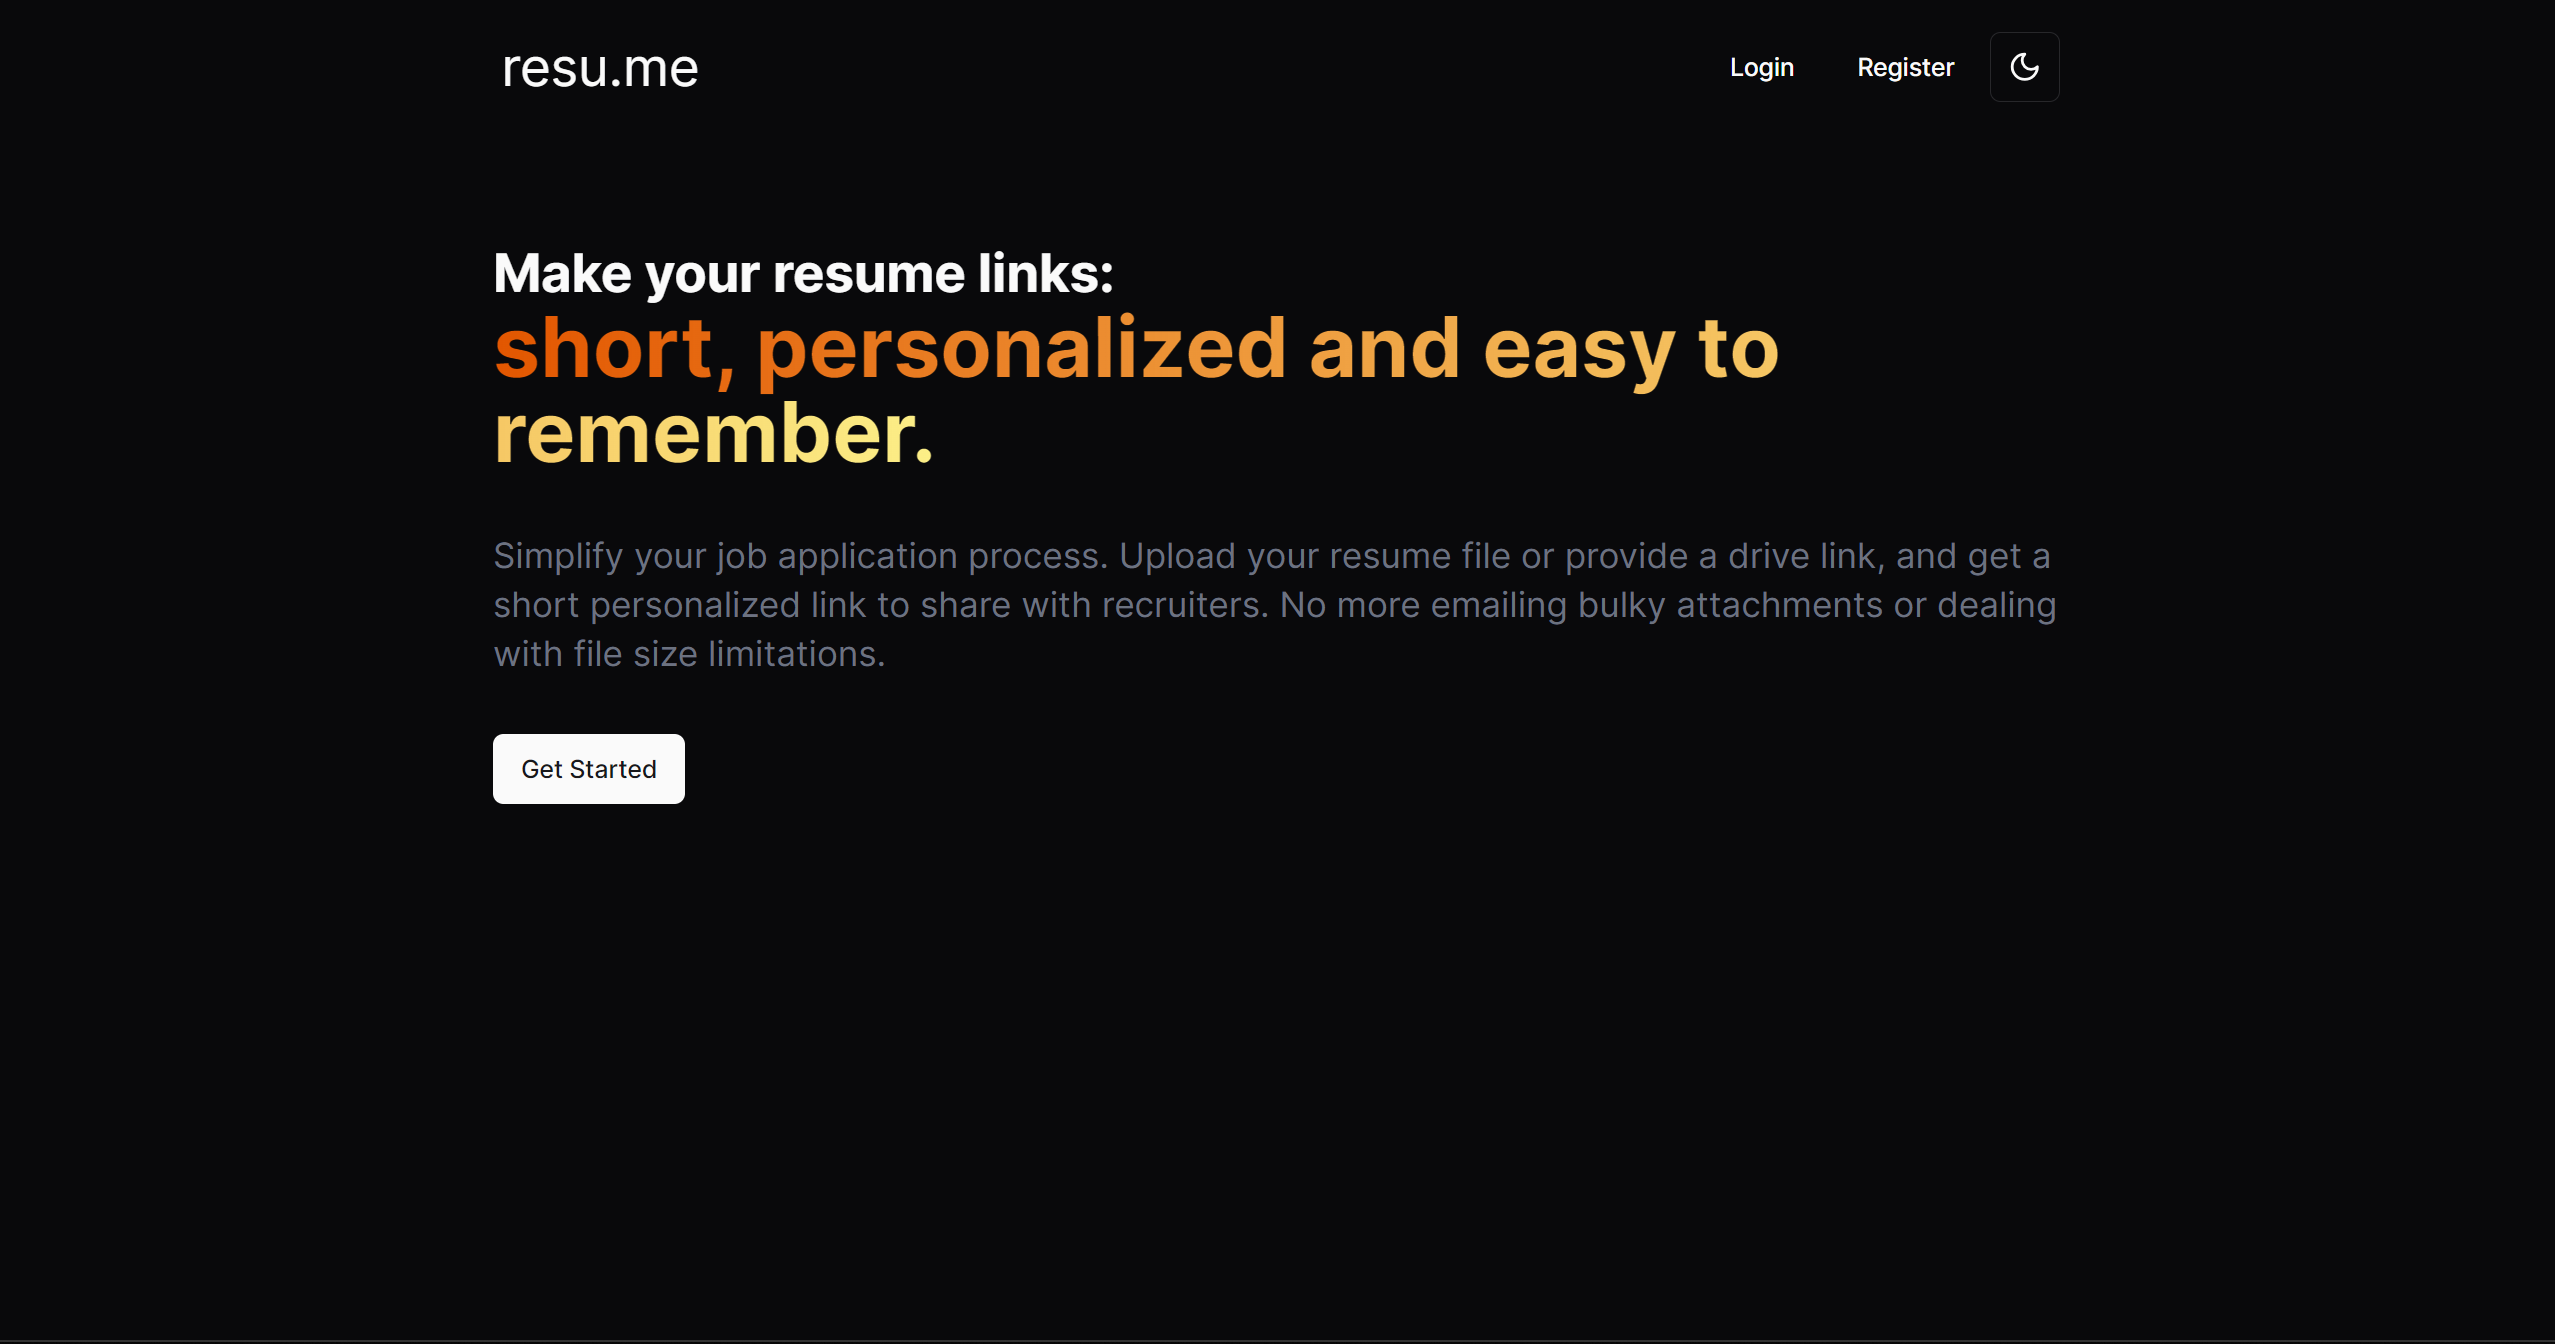 resu.me
Login
Register
Make your resume links:
short, personalized and easy to
remember.
Simplify your job application process. Upload your resume file or provide a drive link, and get a
short personalized link to share with recruiters. No more emailing bulky attachments or dealing
with file size limitations.
Get Started